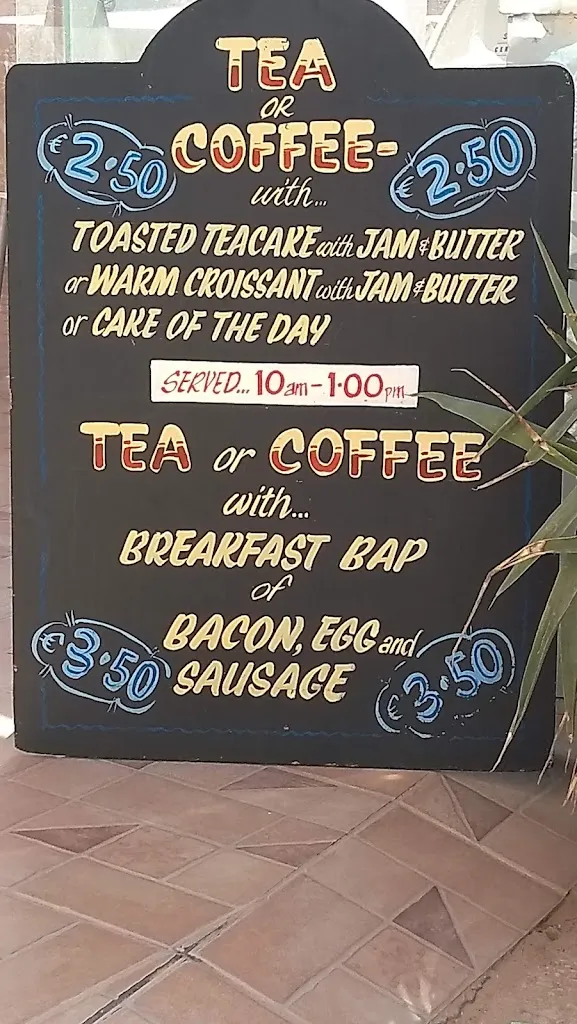 TEA
or
COFFEE-
€2.50 €2.50
with...
TOASTED TEACAKE with JAM & BUTTER
or WARM CROISSANT with JAM & BUTTER
or CAKE OF THE DAY
SERVED... 10am - 1.00pm
TEA or COFFEE
with...
BREAKFAST BAP
of
BACON, EGG and
€3.50 SAUSAGE €3.50